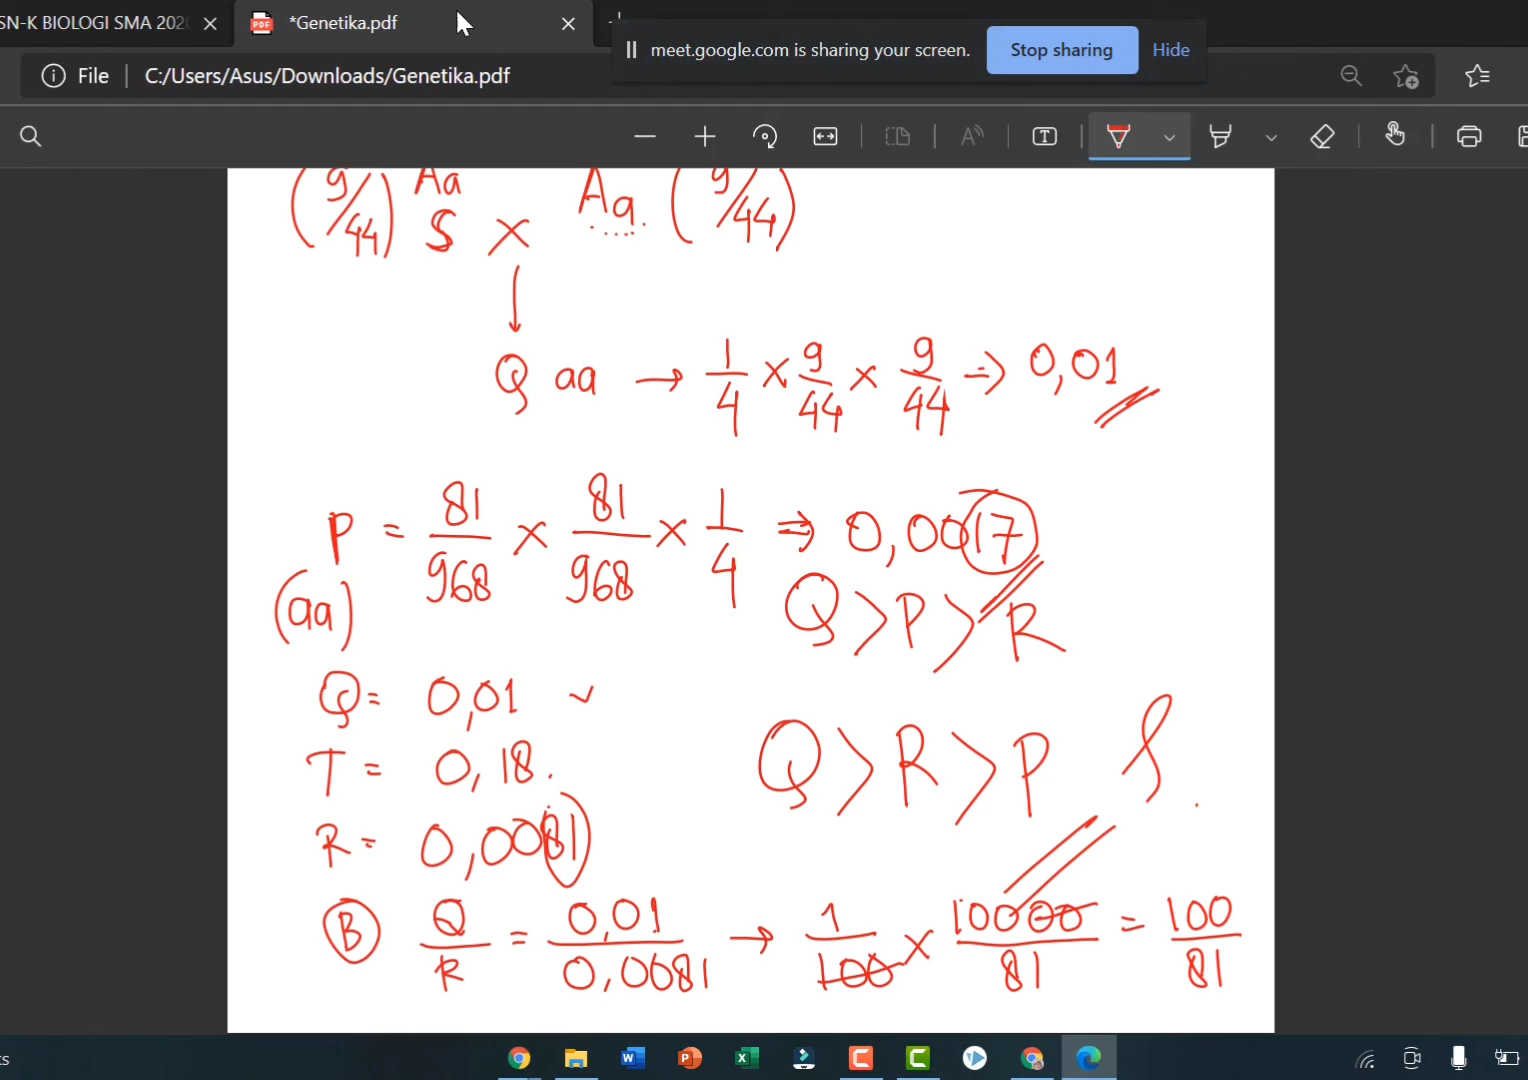 SN-K BIOLOGI SMA 202
*Genetika.pdf
meet.google.com is sharing your screen. Stop sharing Hide
File C:/Users/Asus/Downloads/Genetika.pdf
(9/44) Aa Aa (9/44)
S ×
↓
Q aa → 1/4 × 9/44 × 9/44 => 0,01
P = 81/968 × 81/968 × 1/4 => 0,0017
(aa)
Q > P > R
Q = 0,01 ✓
T = 0,18.
Q > R > P
R = 0,0081
B Q/R = 0,01/0,0081 → 1/100 × 10000/81 = 100/81